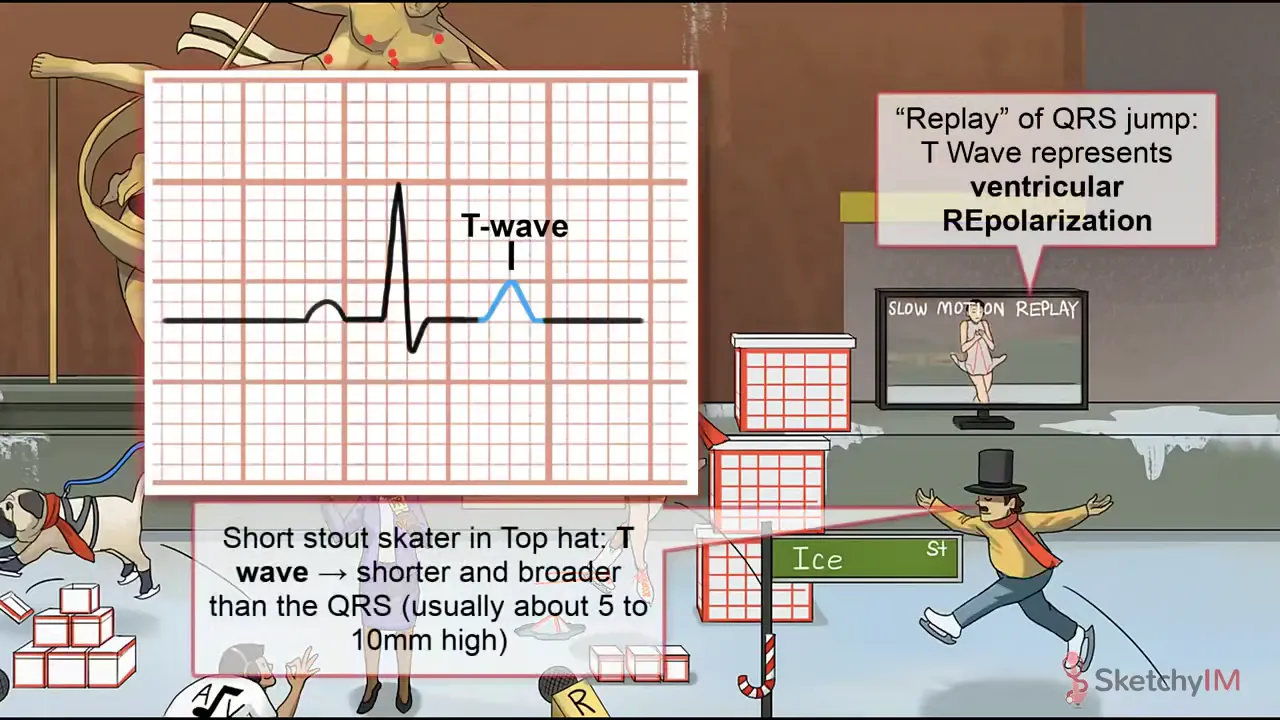 “Replay” of QRS jump:
T Wave represents
ventricular
REpolarization
T-wave
SLOW MOTION REPLAY
Short stout skater in Top hat: T
wave → shorter and broader
than the QRS (usually about 5 to
10mm high)
Ice St
A V
R
SketchyIM